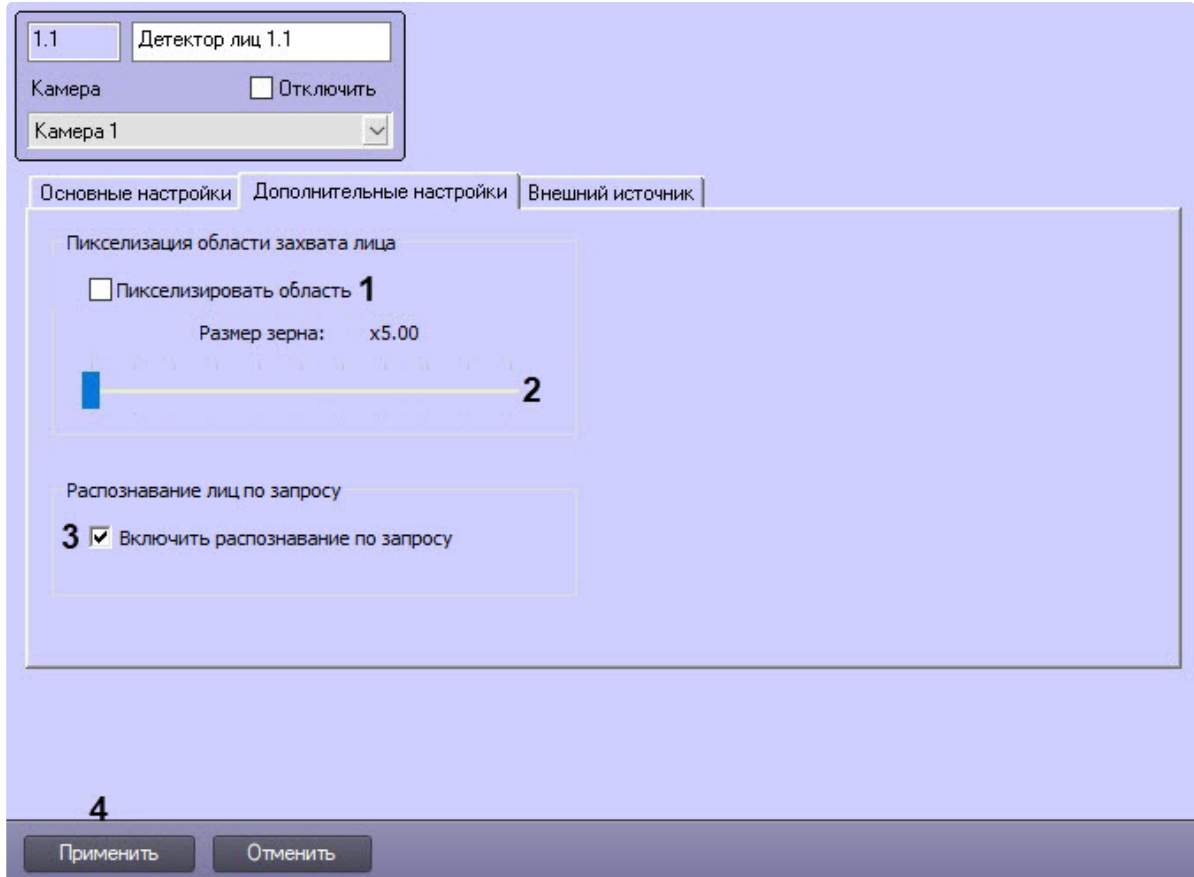 1.1 Детектор лиц 1.1
Камера Отключить
Камера 1
Основные настройки Дополнительные настройки Внешний источник
Пикселизация области захвата лица
Пикселизировать область 1
Размер зерна: x5.00
2
Распознавание лиц по запросу
3 Включить распознавание по запросу
4
Применить Отменить